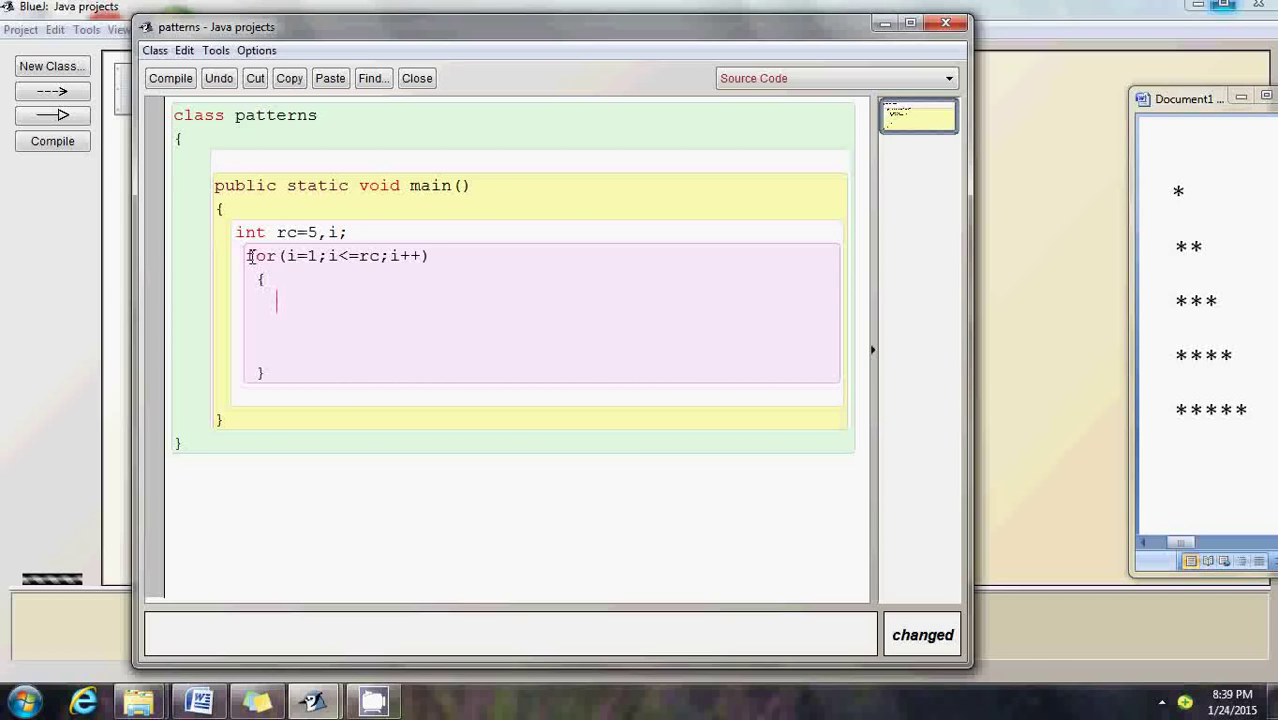 BlueJ: Java projects
Project Edit Tools View
New Class...
Compile
patterns - Java projects
Class Edit Tools Options
Compile Undo Cut Copy Paste Find... Close Source Code
class patterns
{
public static void main()
{
int rc=5,i;
for(i=1;i<=rc;i++)
{
}
}
}
changed
Document1 ...
*
**
***
****
*****
8:39 PM
1/24/2015